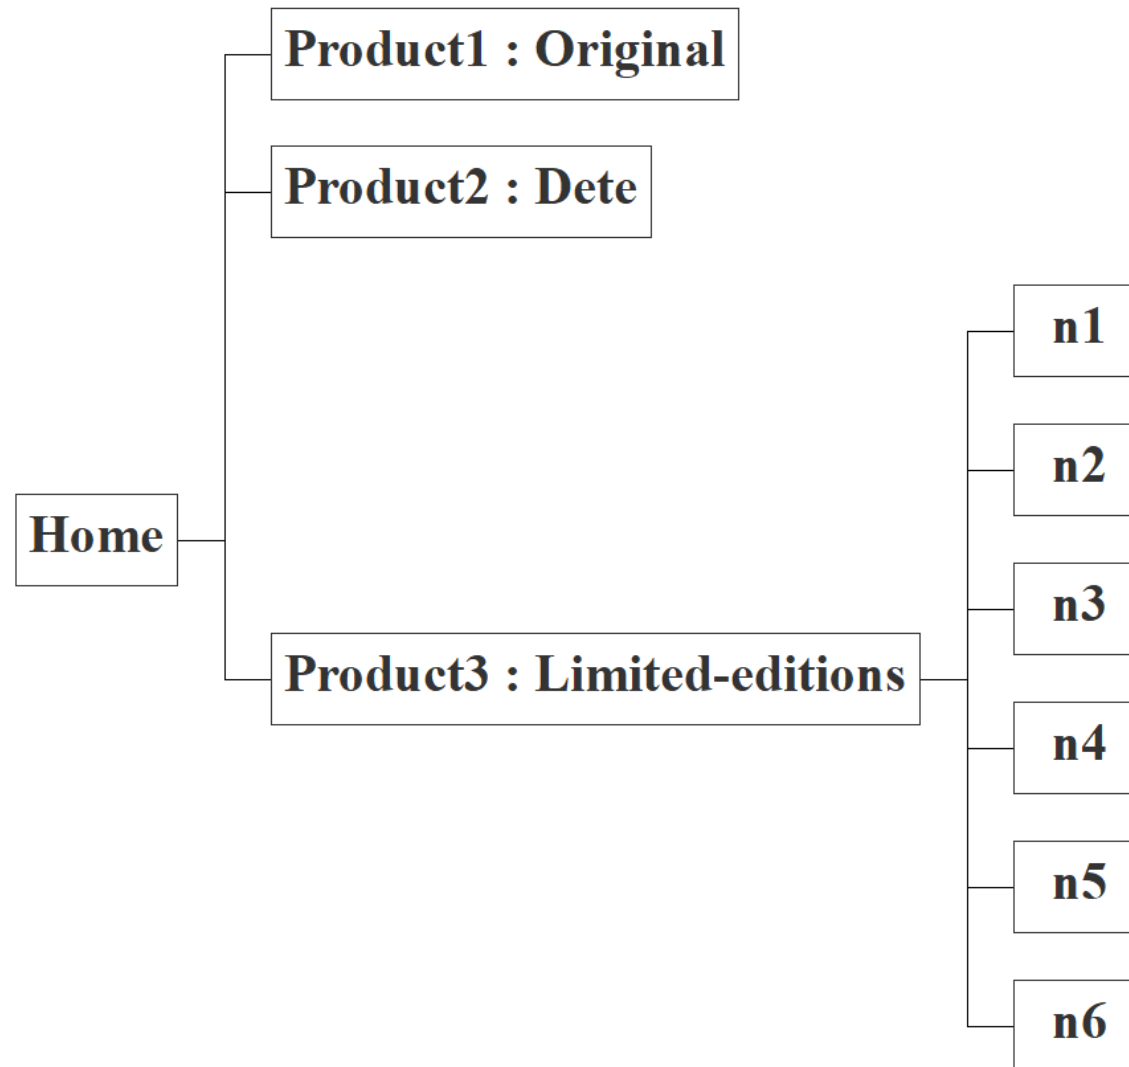 Product1 : Original
Product2 : Dete
n1
n2
n3
Home
Product3 : Limited-editions
n4
n5
n6